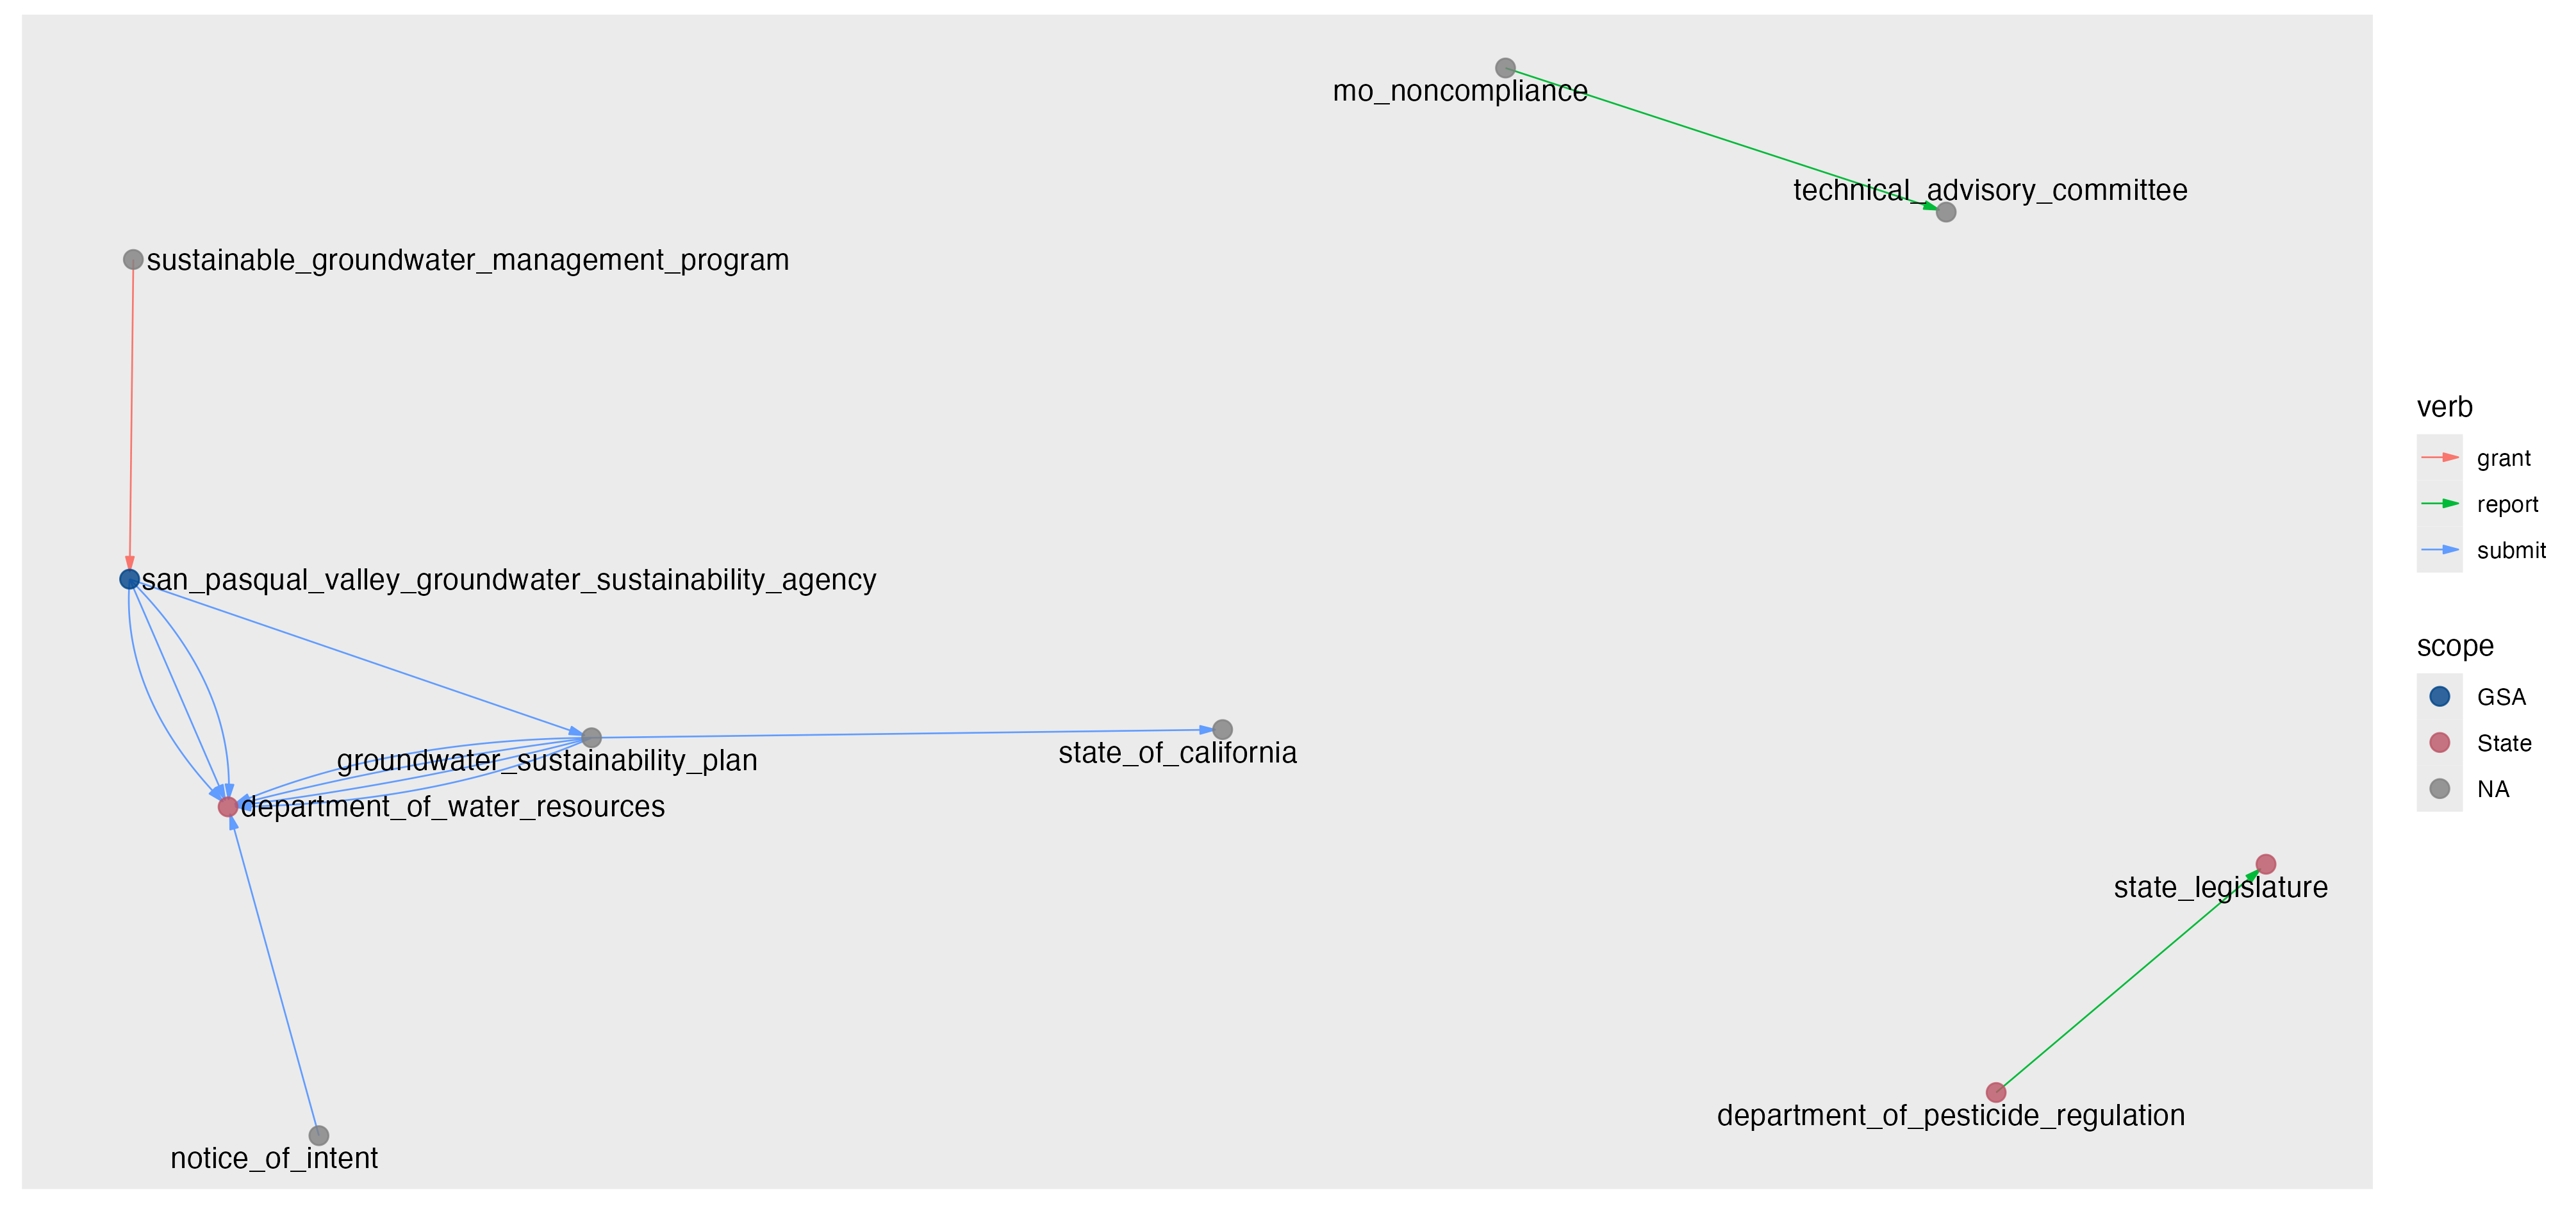 mo_noncompliance
technical_advisory_committee
sustainable_groundwater_management_program
san_pasqual_valley_groundwater_sustainability_agency
groundwater_sustainability_plan
state_of_california
department_of_water_resources
state_legislature
department_of_pesticide_regulation
notice_of_intent
verb
grant
report
submit
scope
GSA
State
NA